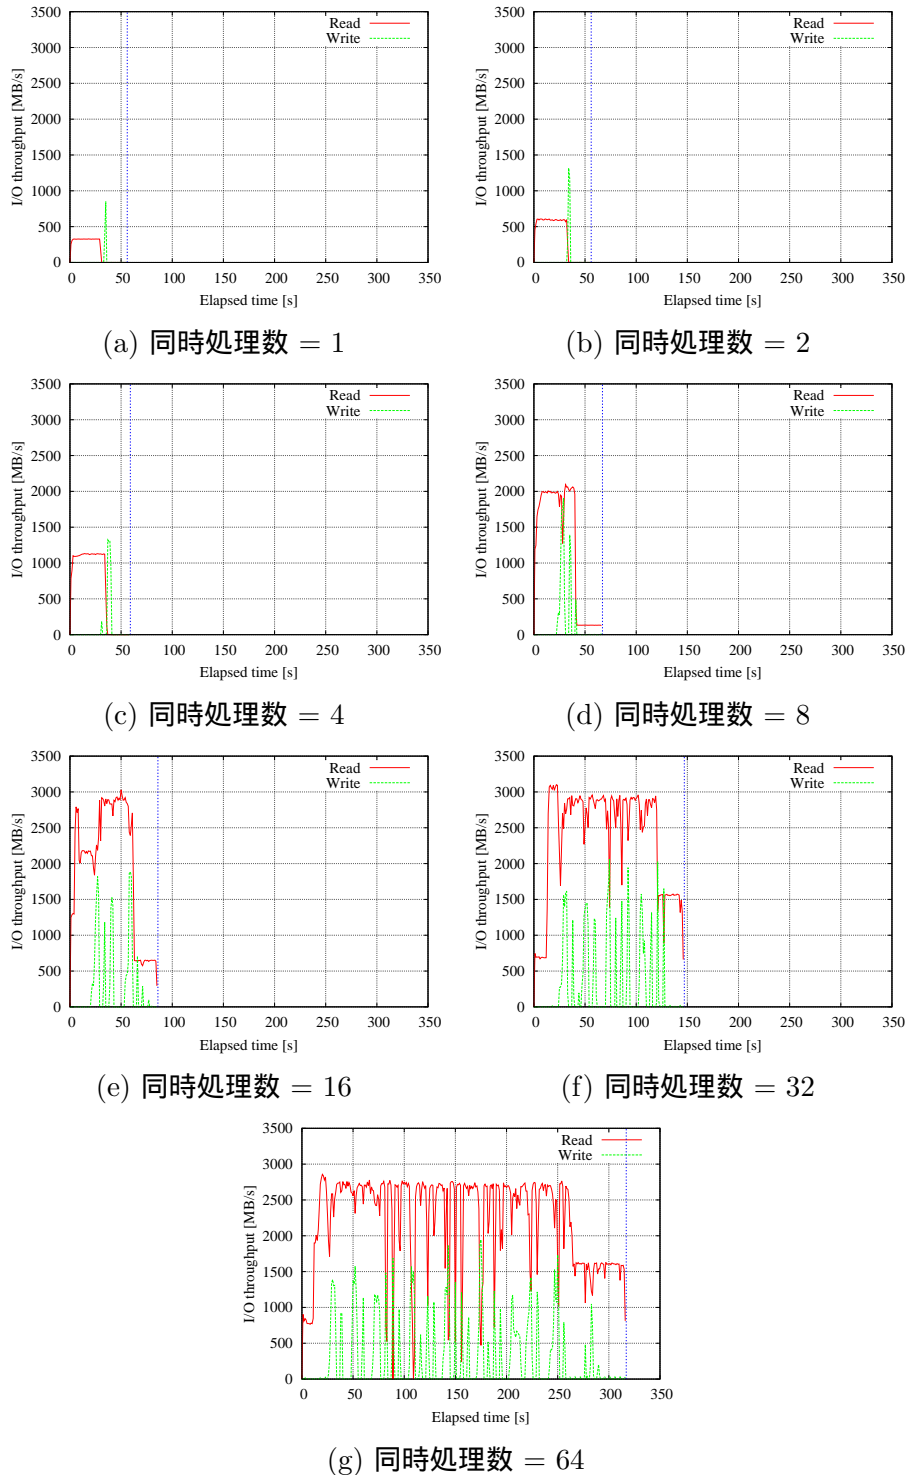 3500
3000
2500
2000
1500
1000
500
0
I/O throughput [MB/s]
Read
Write
0 50 100 150 200 250 300 350
Elapsed time [s]
(a) 同時処理数 = 1
3500
3000
2500
2000
1500
1000
500
0
I/O throughput [MB/s]
Read
Write
0 50 100 150 200 250 300 350
Elapsed time [s]
(b) 同時処理数 = 2
3500
3000
2500
2000
1500
1000
500
0
I/O throughput [MB/s]
Read
Write
0 50 100 150 200 250 300 350
Elapsed time [s]
(c) 同時処理数 = 4
3500
3000
2500
2000
1500
1000
500
0
I/O throughput [MB/s]
Read
Write
0 50 100 150 200 250 300 350
Elapsed time [s]
(d) 同時処理数 = 8
3500
3000
2500
2000
1500
1000
500
0
I/O throughput [MB/s]
Read
Write
0 50 100 150 200 250 300 350
Elapsed time [s]
(e) 同時処理数 = 16
3500
3000
2500
2000
1500
1000
500
0
I/O throughput [MB/s]
Read
Write
0 50 100 150 200 250 300 350
Elapsed time [s]
(f) 同時処理数 = 32
3500
3000
2500
2000
1500
1000
500
0
I/O throughput [MB/s]
Read
Write
0 50 100 150 200 250 300 350
Elapsed time [s]
(g) 同時処理数 = 64